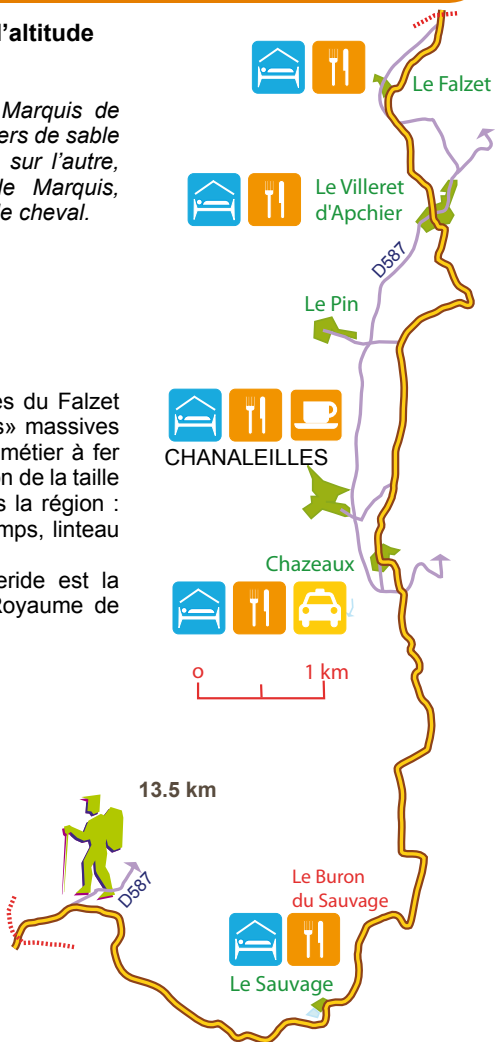 l'altitude
Marquis de
ers de sable
sur l'autre,
le Marquis,
le cheval.
es du Falzet
s» massives
métier à fer
on de la taille
s la région :
mps, linteau
eride est la
Royaume de
Le Falzet
Le Villeret
d'Apchier
D587
Le Pin
CHANALEILLES
Chazeaux
o 1 km
13.5 km
D587
Le Buron
du Sauvage
Le Sauvage